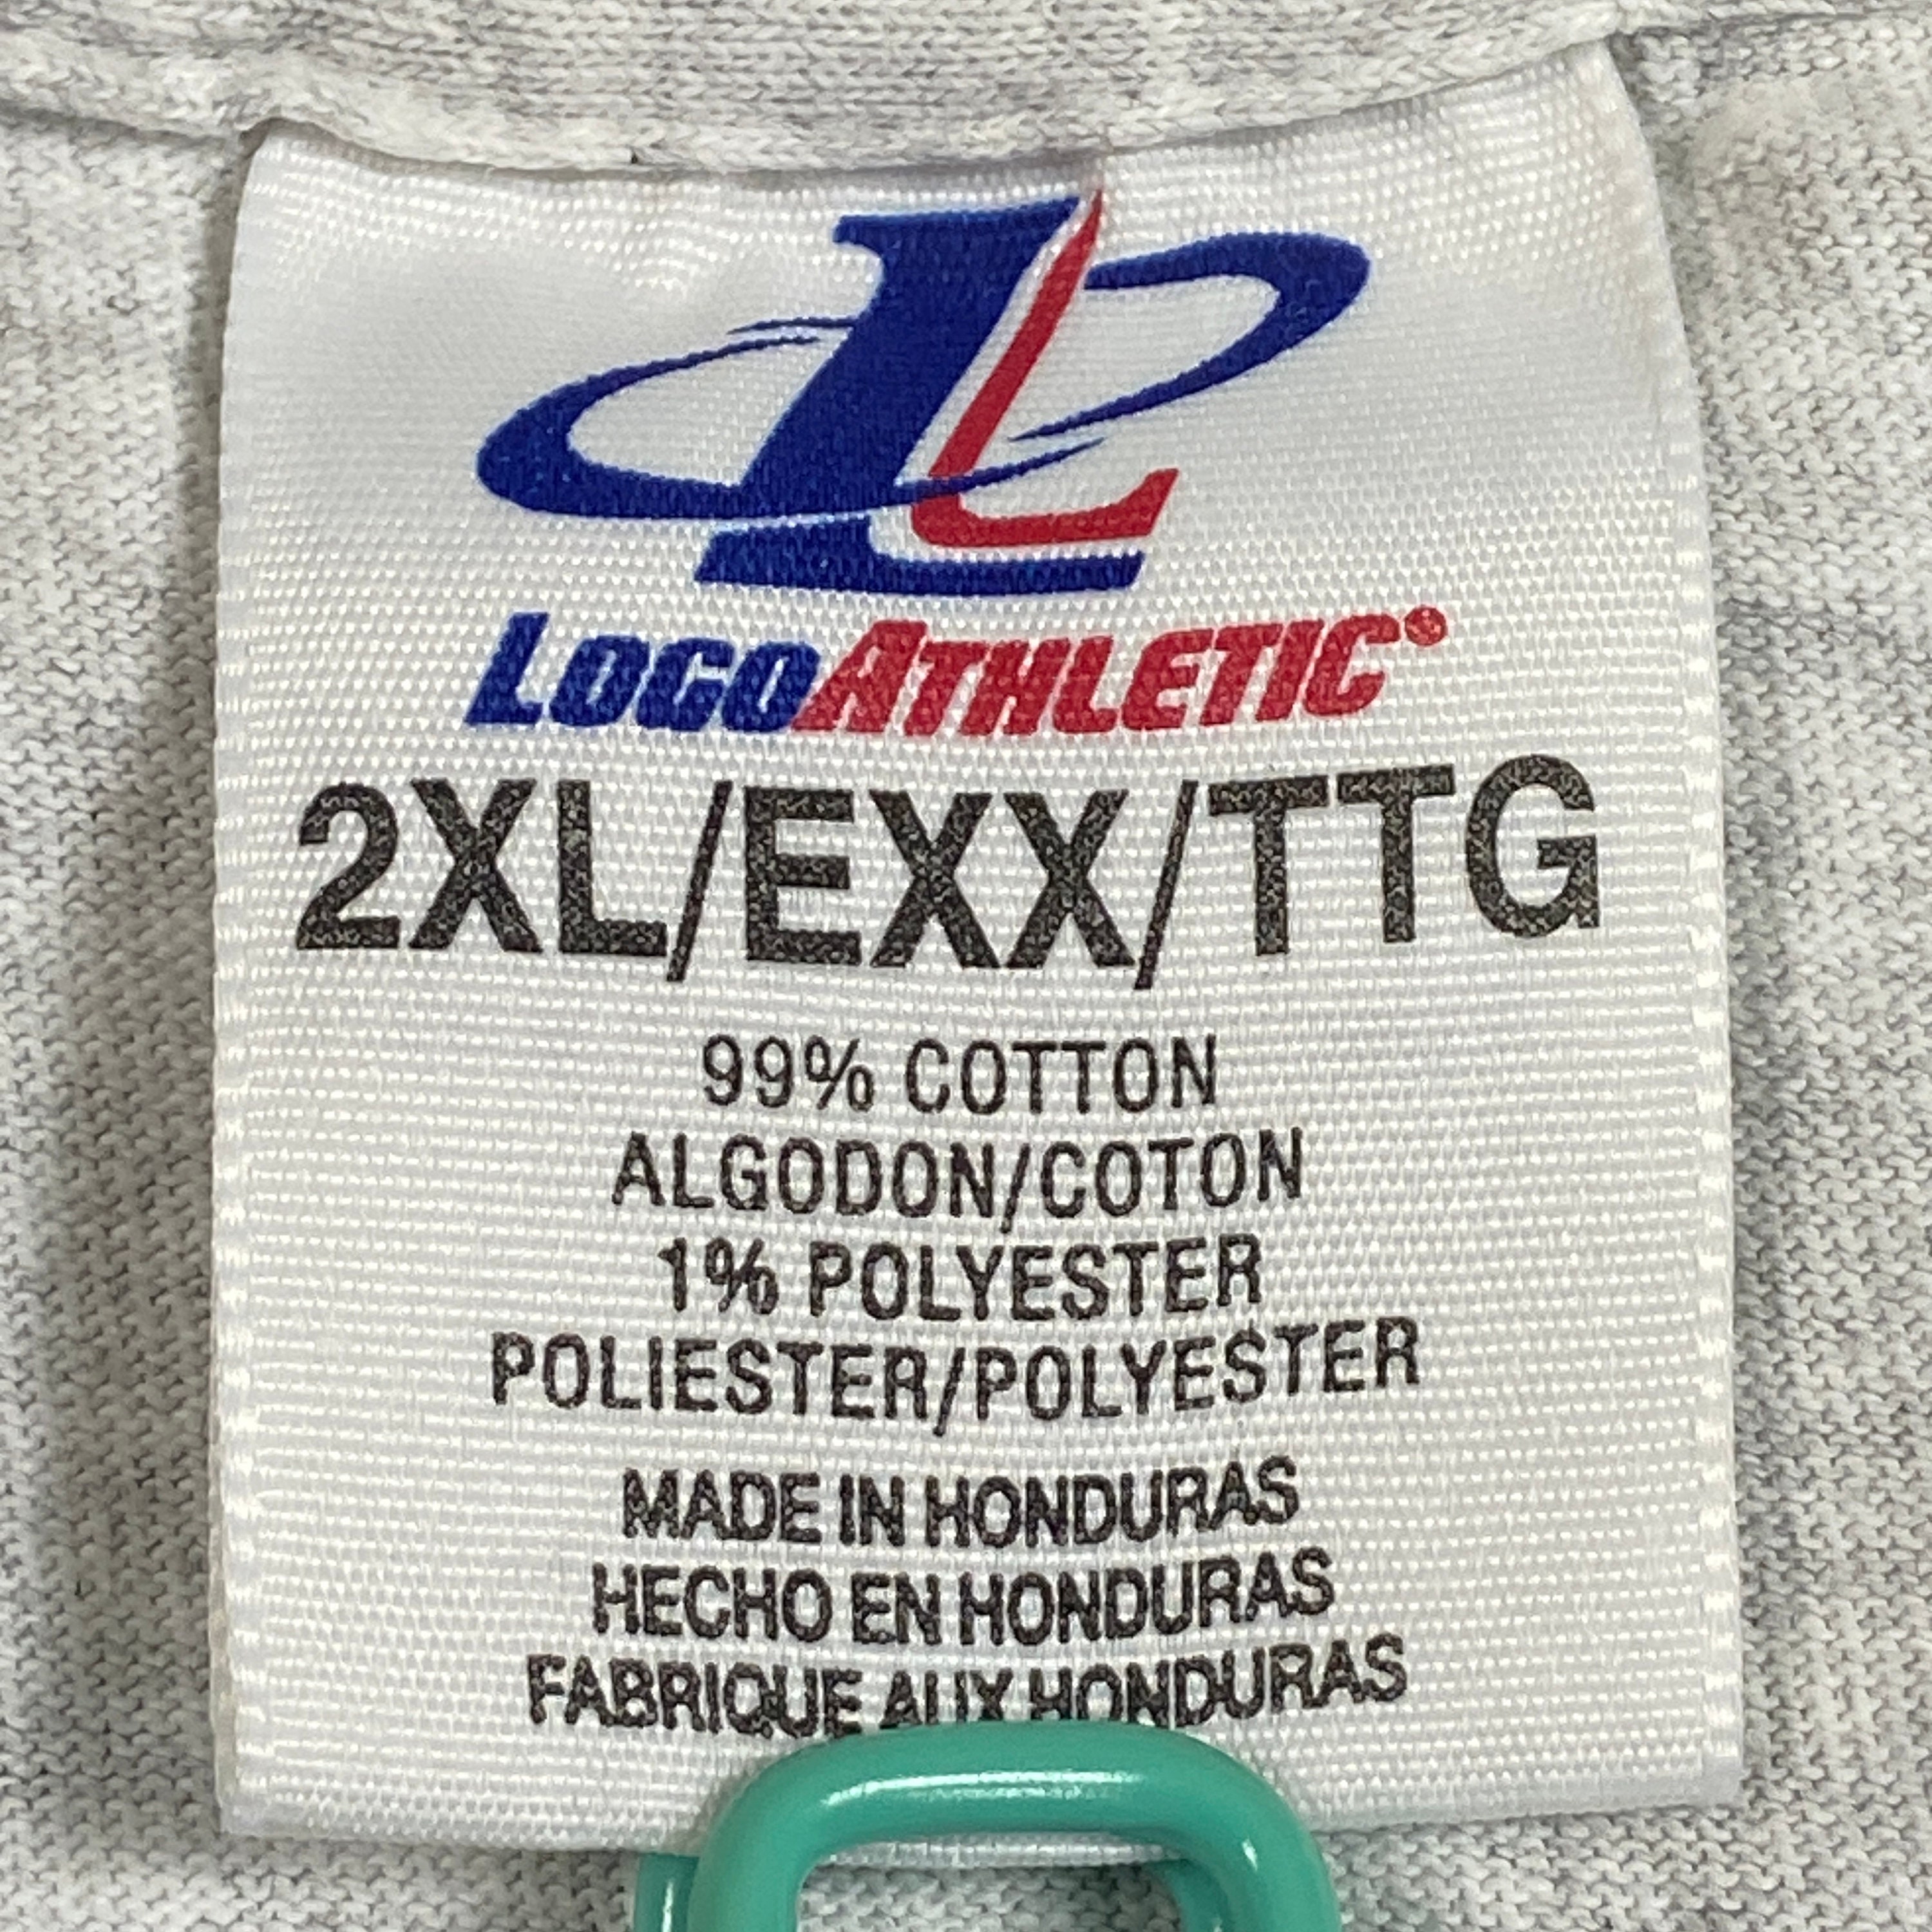 L
LOGOATHLETIC®
2XL/EXX/TTG
99% COTTON
ALGODON/COTON
1% POLYESTER
POLIESTER/POLYESTER
MADE IN HONDURAS
HECHO EN HONDURAS
FABRIQUE AUX HONDURAS